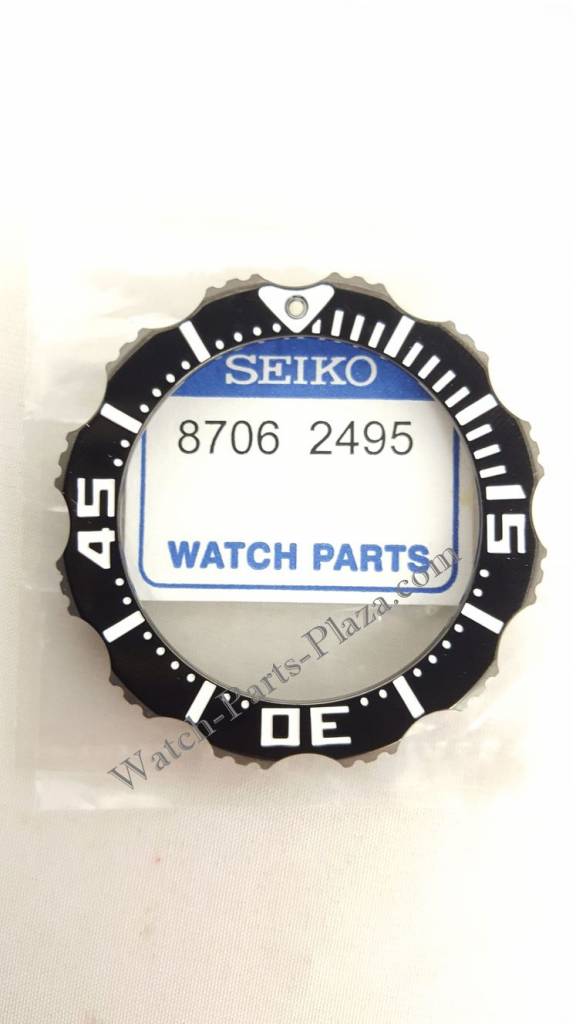 SEIKO
8706 2495
WATCH PARTS
15
30
45
Watch-Parts-Plaza.com